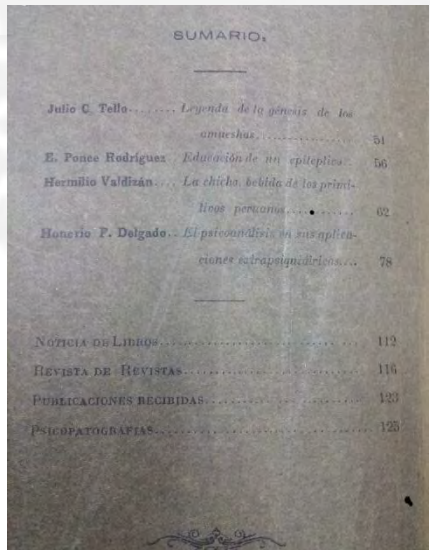 SUMARIO.
Julio C. Tello........ Leyenda de la génesis de los
amueshas............ 51
E. Ponce Rodríguez. Educación de un epiléptico.. 56
Hermilio Valdizán.... La chicha, bebida de los primi-
tivos peruanos............ 62
Honorio F. Delgado.. El psicoanálisis en sus aplica-
ciones extrapsiquiátricas.... 78
NOTICIA DE LIBROS............................ 112
REVISTA DE REVISTAS........................ 116
PUBLICACIONES RECIBIDAS.................... 123
PSICOPATOGRAFIAS............................ 125